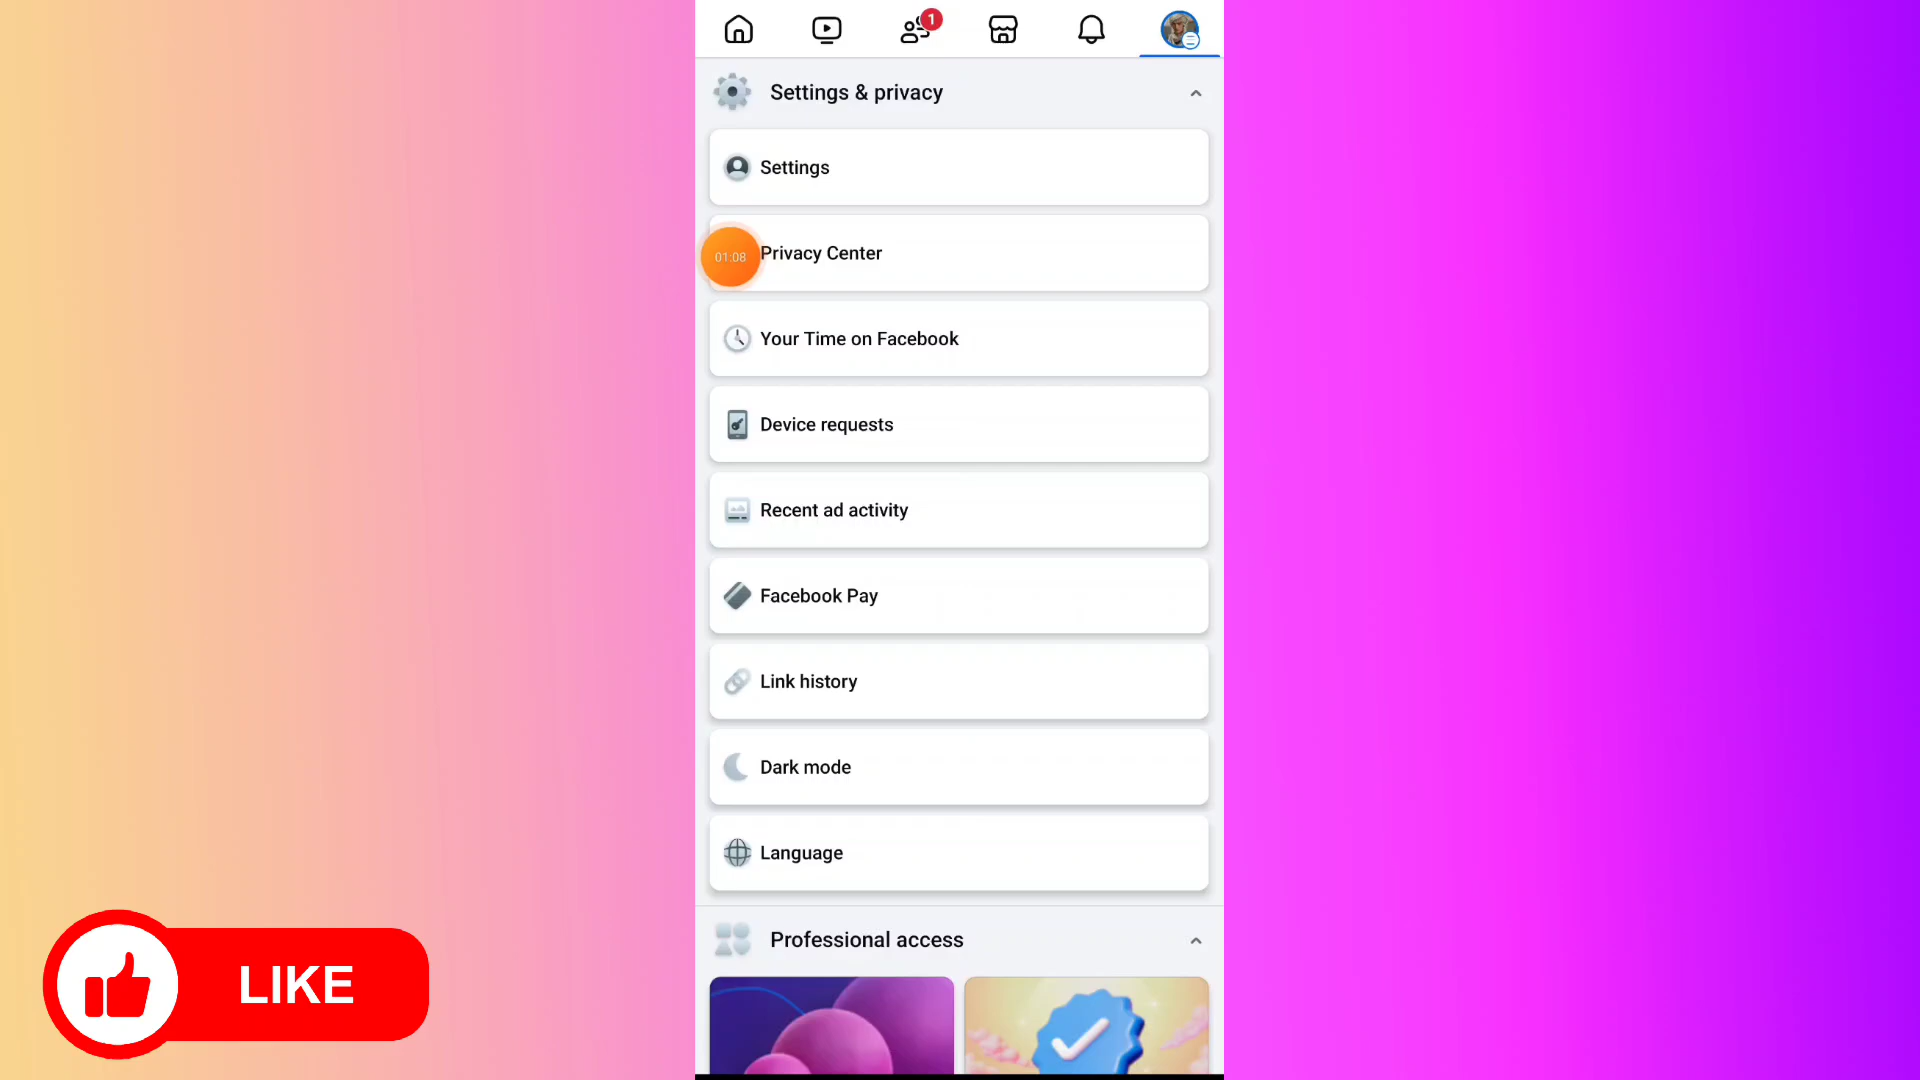 1
Settings & privacy
Settings
01:08
Privacy Center
Your Time on Facebook
Device requests
Recent ad activity
Facebook Pay
Link history
Dark mode
Language
Professional access
LIKE